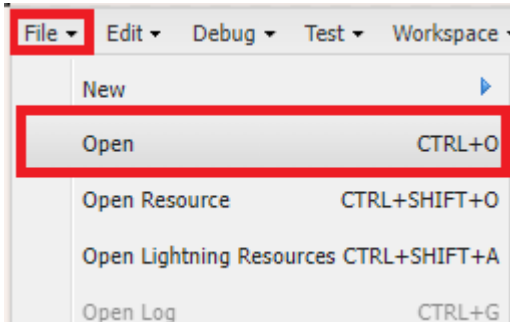 File Edit Debug Test Workspace
New
Open CTRL+O
Open Resource CTRL+SHIFT+O
Open Lightning Resources CTRL+SHIFT+A
Open Log CTRL+G